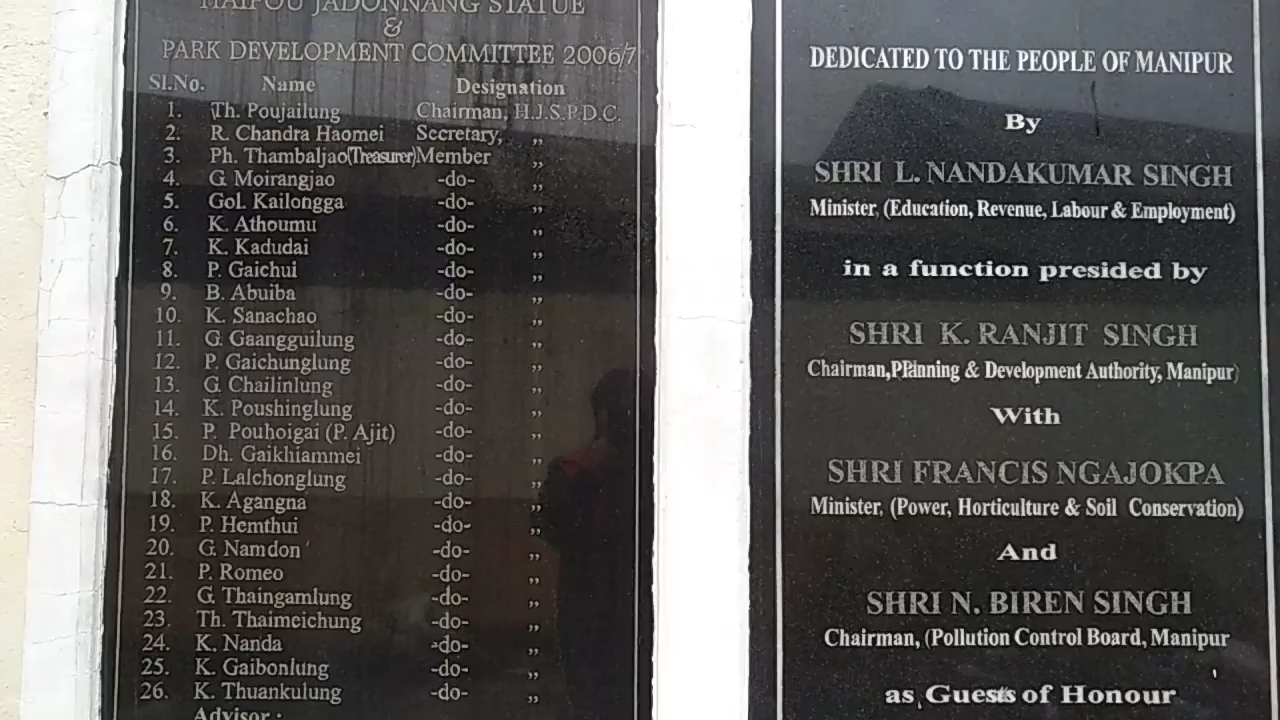 HAIPOU JADONNANG STATUE
&
PARK DEVELOPMENT COMMITTEE 2006/7
Sl.No. Name Designation
1. Th. Poujailung Chairman, H.J.S.P.D.C.
2. R. Chandra Haomei Secretary, ,,
3. Ph. Thambaljao(Treasurer)Member ,,
4. G. Moirangjao -do- ,,
5. Gol. Kailongga -do- ,,
6. K. Athoumu -do- ,,
7. K. Kadudai -do- ,,
8. P. Gaichui -do- ,,
9. B. Abuiba -do- ,,
10. K. Sanachao -do- ,,
11. G. Gaangguilung -do- ,,
12. P. Gaichunglung -do- ,,
13. G. Chailinlung -do- ,,
14. K. Poushinglung -do- ,,
15. P. Pouhoigai (P. Ajit) -do- ,,
16. Dh. Gaikhiammei -do- ,,
17. P. Lalchonglung -do- ,,
18. K. Agangna -do- ,,
19. P. Hemthui -do- ,,
20. G. Namdon -do- ,,
21. P. Romeo -do- ,,
22. G. Thaingamlung -do- ,,
23. Th. Thaimeichung -do- ,,
24. K. Nanda -do- ,,
25. K. Gaibonlung -do- ,,
26. K. Thuankulung -do- ,,
Advisor :
DEDICATED TO THE PEOPLE OF MANIPUR
By
SHRI L. NANDAKUMAR SINGH
Minister, (Education, Revenue, Labour & Employment)
in a function presided by
SHRI K. RANJIT SINGH
Chairman,Planning & Development Authority, Manipur)
With
SHRI FRANCIS NGAJOKPA
Minister, (Power, Horticulture & Soil Conservation)
And
SHRI N. BIREN SINGH
Chairman, (Pollution Control Board, Manipur
as Guests of Honour